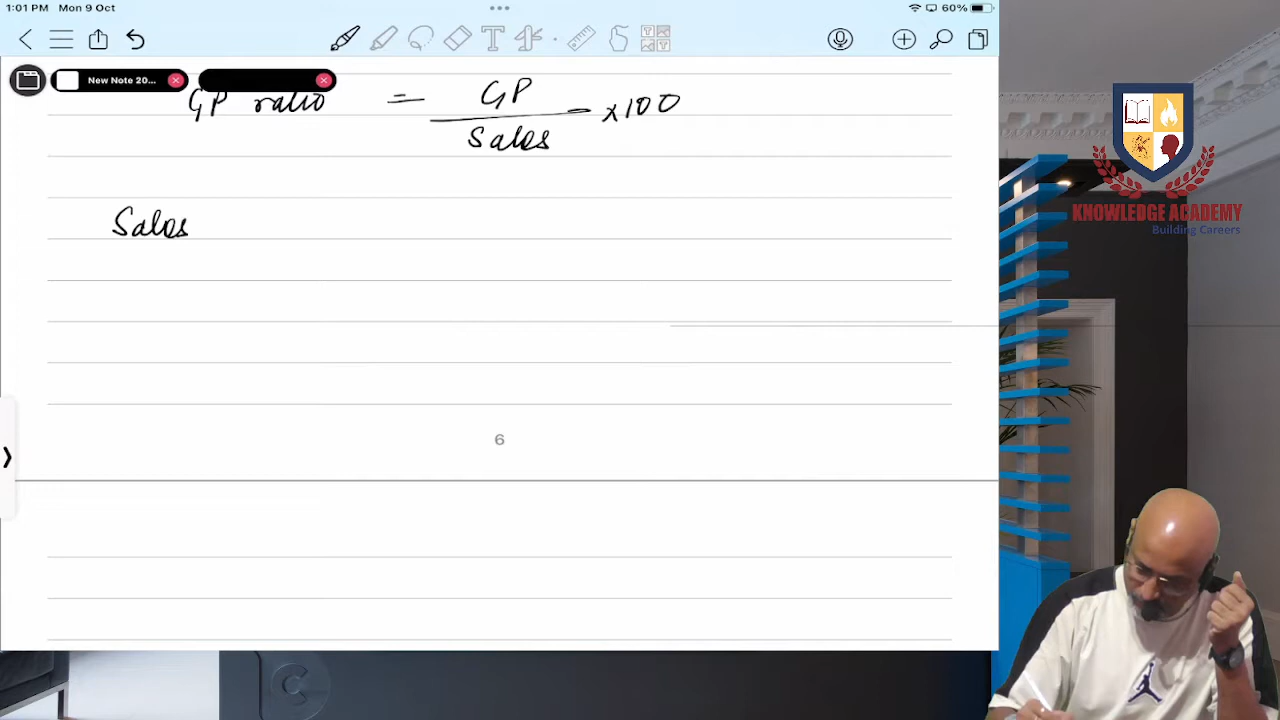 1:01 PM Mon 9 Oct
60%
New Note 20...
GP ratio = GP / Sales ×100
Sales
6
KNOWLEDGE ACADEMY
Building Careers